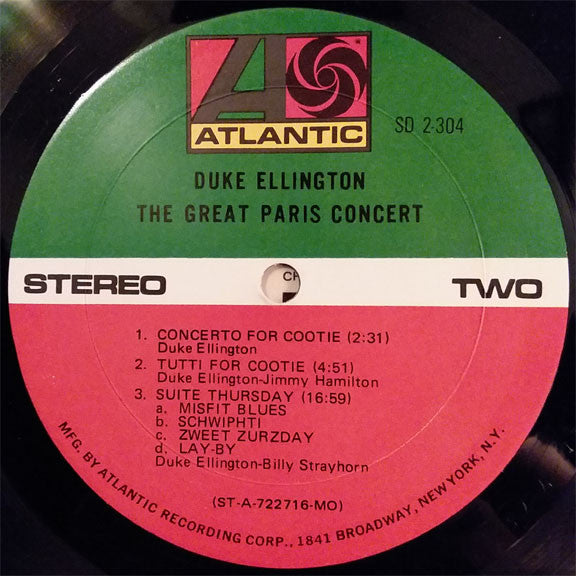 ATLANTIC
SD 2-304
DUKE ELLINGTON
THE GREAT PARIS CONCERT
STEREO
TWO
1. CONCERTO FOR COOTIE (2:31)
Duke Ellington
2. TUTTI FOR COOTIE (4:51)
Duke Ellington-Jimmy Hamilton
3. SUITE THURSDAY (16:59)
a. MISFIT BLUES
b. SCHWIPHTI
c. ZWEET ZURZDAY
d. LAY-BY
Duke Ellington-Billy Strayhorn
(ST-A-722716-MO)
MFG. BY ATLANTIC RECORDING CORP., 1841 BROADWAY, NEW YORK, N.Y.